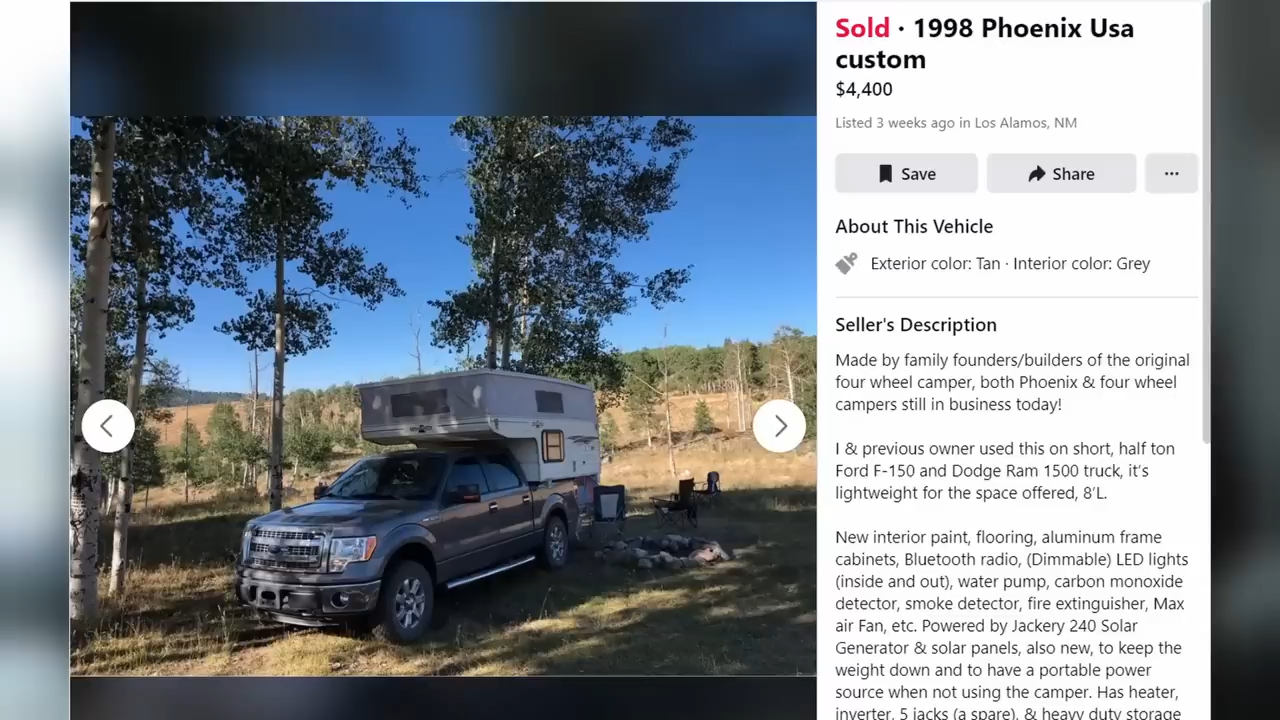 Sold · 1998 Phoenix Usa
custom
$4,400
Listed 3 weeks ago in Los Alamos, NM
Save
Share
About This Vehicle
Exterior color: Tan · Interior color: Grey
Seller's Description
Made by family founders/builders of the original
four wheel camper, both Phoenix & four wheel
campers still in business today!
I & previous owner used this on short, half ton
Ford F-150 and Dodge Ram 1500 truck, it's
lightweight for the space offered, 8'L.
New interior paint, flooring, aluminum frame
cabinets, Bluetooth radio, (Dimmable) LED lights
(inside and out), water pump, carbon monoxide
detector, smoke detector, fire extinguisher, Max
air Fan, etc. Powered by Jackery 240 Solar
Generator & solar panels, also new, to keep the
weight down and to have a portable power
source when not using the camper. Has heater,
inverter, 5 jacks (a spare), & heavy duty storage